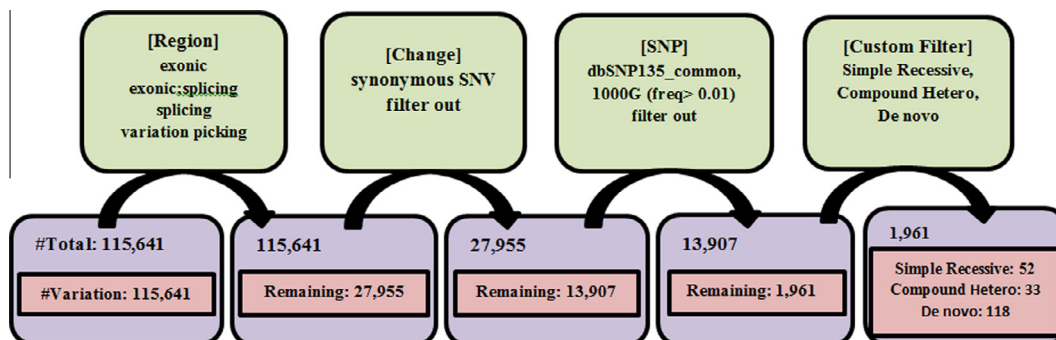 [Region]
exonic
exonic;splicing
splicing
variation picking
[Change]
synonymous SNV
filter out
[SNP]
dbSNP135_common,
1000G (freq> 0.01)
filter out
[Custom Filter]
Simple Recessive,
Compound Hetero,
De novo
#Total: 115,641
#Variation: 115,641
115,641
Remaining: 27,955
27,955
Remaining: 13,907
13,907
Remaining: 1,961
1,961
Simple Recessive: 52
Compound Hetero: 33
De novo: 118